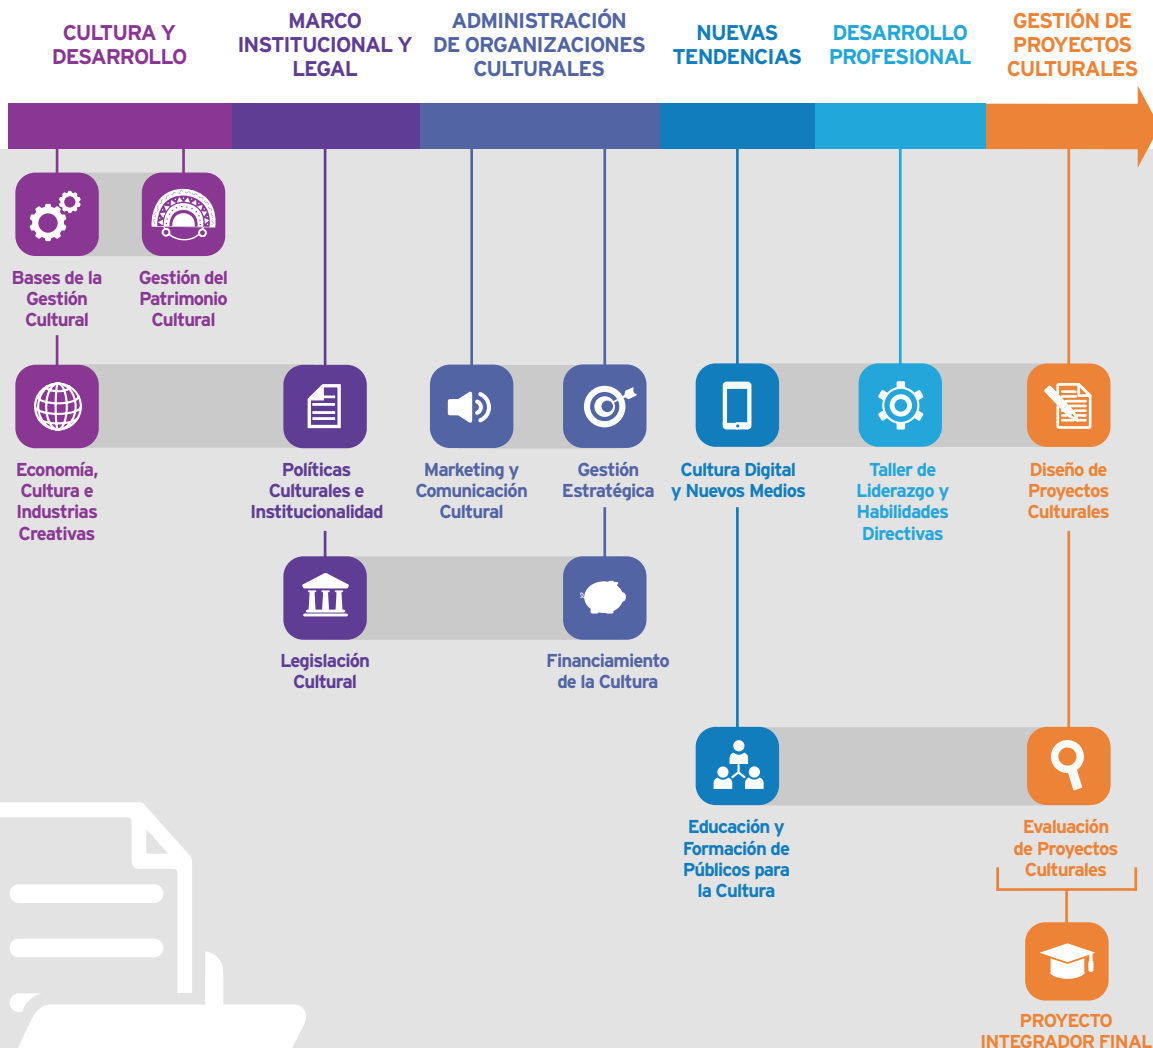 CULTURA Y
DESARROLLO
MARCO
INSTITUCIONAL Y
LEGAL
ADMINISTRACIÓN
DE ORGANIZACIONES
CULTURALES
NUEVAS
TENDENCIAS
DESARROLLO
PROFESIONAL
GESTIÓN DE
PROYECTOS
CULTURALES
Bases de la
Gestión
Cultural
Gestión del
Patrimonio
Cultural
Economía,
Cultura e
Industrias
Creativas
Políticas
Culturales e
Institucionalidad
Marketing y
Comunicación
Cultural
Gestión
Estratégica
Cultura Digital
y Nuevos Medios
Taller de
Liderazgo y
Habilidades
Directivas
Diseño de
Proyectos
Culturales
Legislación
Cultural
Financiamiento
de la Cultura
Educación y
Formación de
Públicos para
la Cultura
Evaluación
de Proyectos
Culturales
PROYECTO
INTEGRADOR FINAL